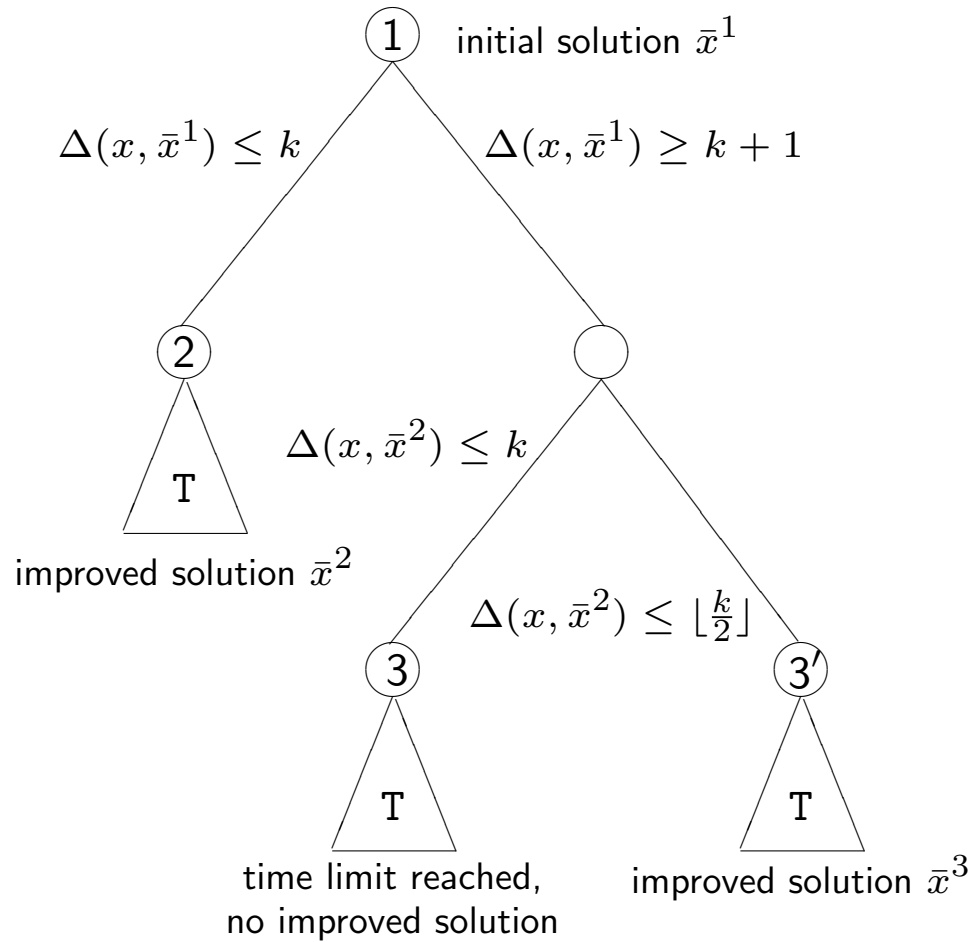 1 initial solution x̄¹
Δ(x, x̄¹) ≤ k
Δ(x, x̄¹) ≥ k + 1
2
T
improved solution x̄²
Δ(x, x̄²) ≤ k
Δ(x, x̄²) ≤ ⌊k/2⌋
3
T
time limit reached,
no improved solution
3′
T
improved solution x̄³